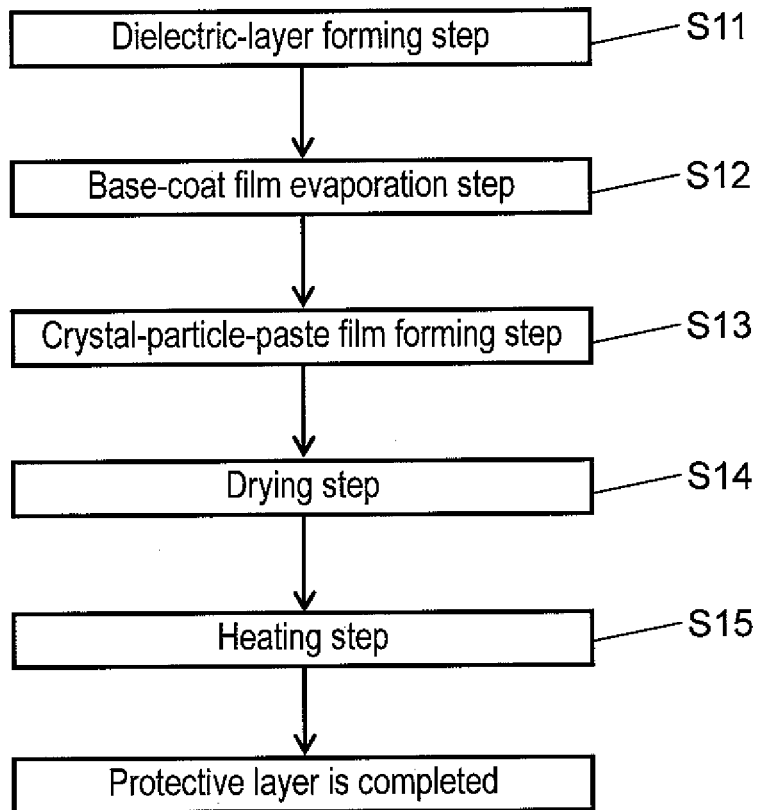 Dielectric-layer forming step S11
Base-coat film evaporation step S12
Crystal-particle-paste film forming step S13
Drying step S14
Heating step S15
Protective layer is completed